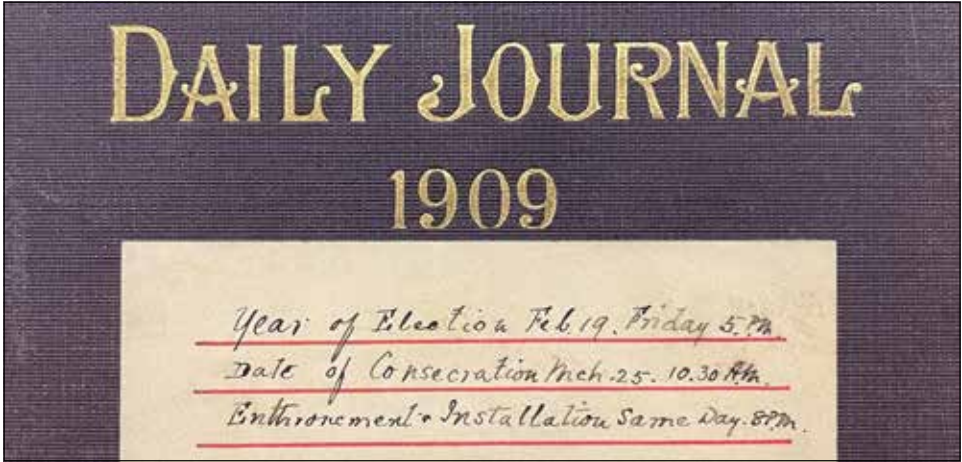 DAILY JOURNAL
1909
Year of Election Feb 19. Friday 5. P.M.
Date of Consecration Mch. 25. 10.30 A.M.
Enthronement & Installation Same Day. 8 P.M.